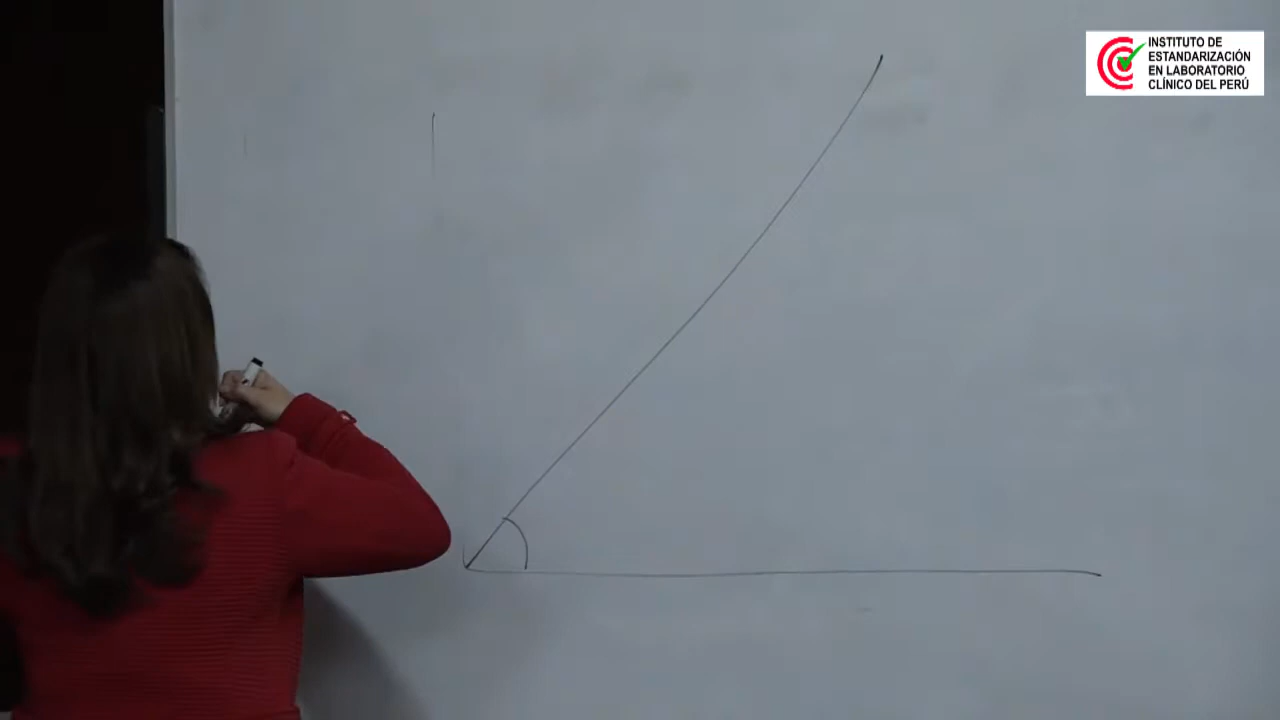 INSTITUTO DE
ESTANDARIZACIÓN
EN LABORATORIO
CLÍNICO DEL PERÚ